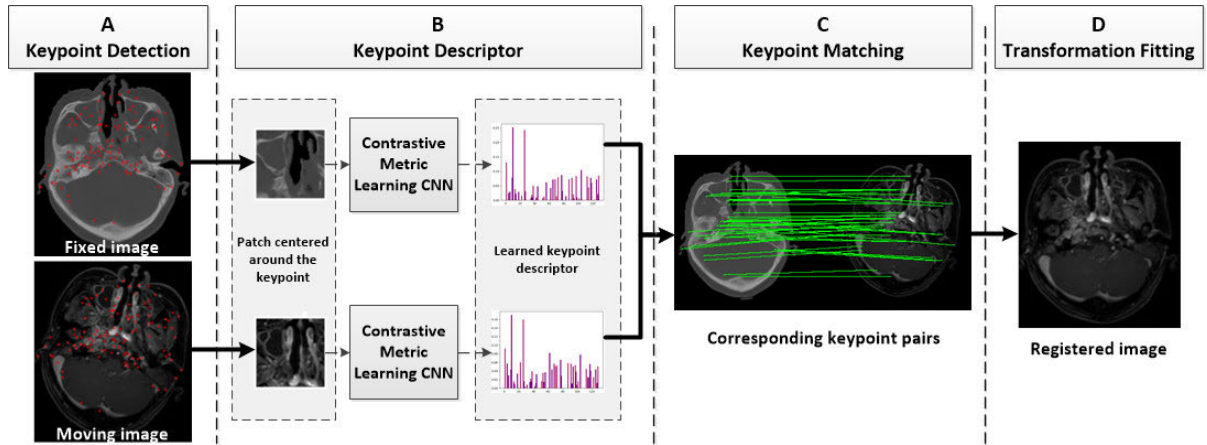 A
Keypoint Detection
B
Keypoint Descriptor
C
Keypoint Matching
D
Transformation Fitting
Fixed image
Moving image
Patch centered
around the
keypoint
Contrastive
Metric
Learning CNN
Contrastive
Metric
Learning CNN
Learned keypoint
descriptor
Corresponding keypoint pairs
Registered image